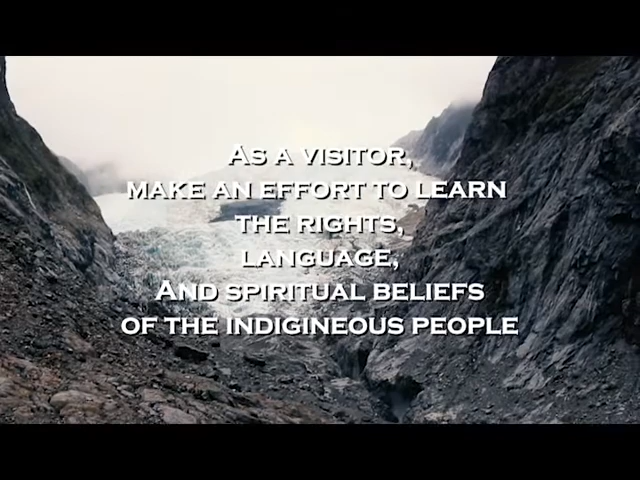 As a visitor,
make an effort to learn
the rights,
language,
And spiritual beliefs
of the indigineous people